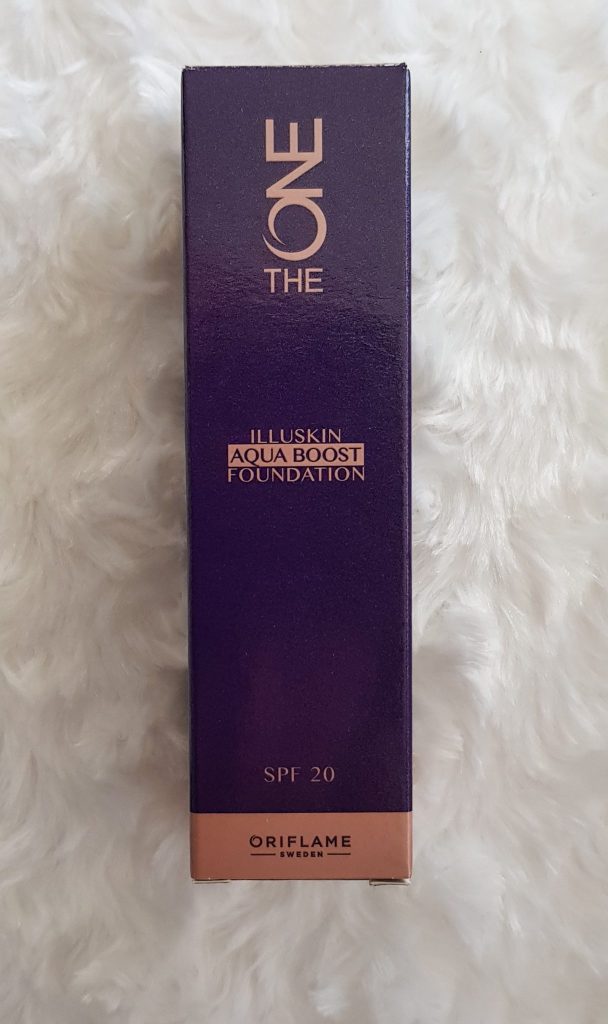 THE ONE
ILLUSKIN
AQUA BOOST
FOUNDATION
SPF 20
ORIFLAME
SWEDEN